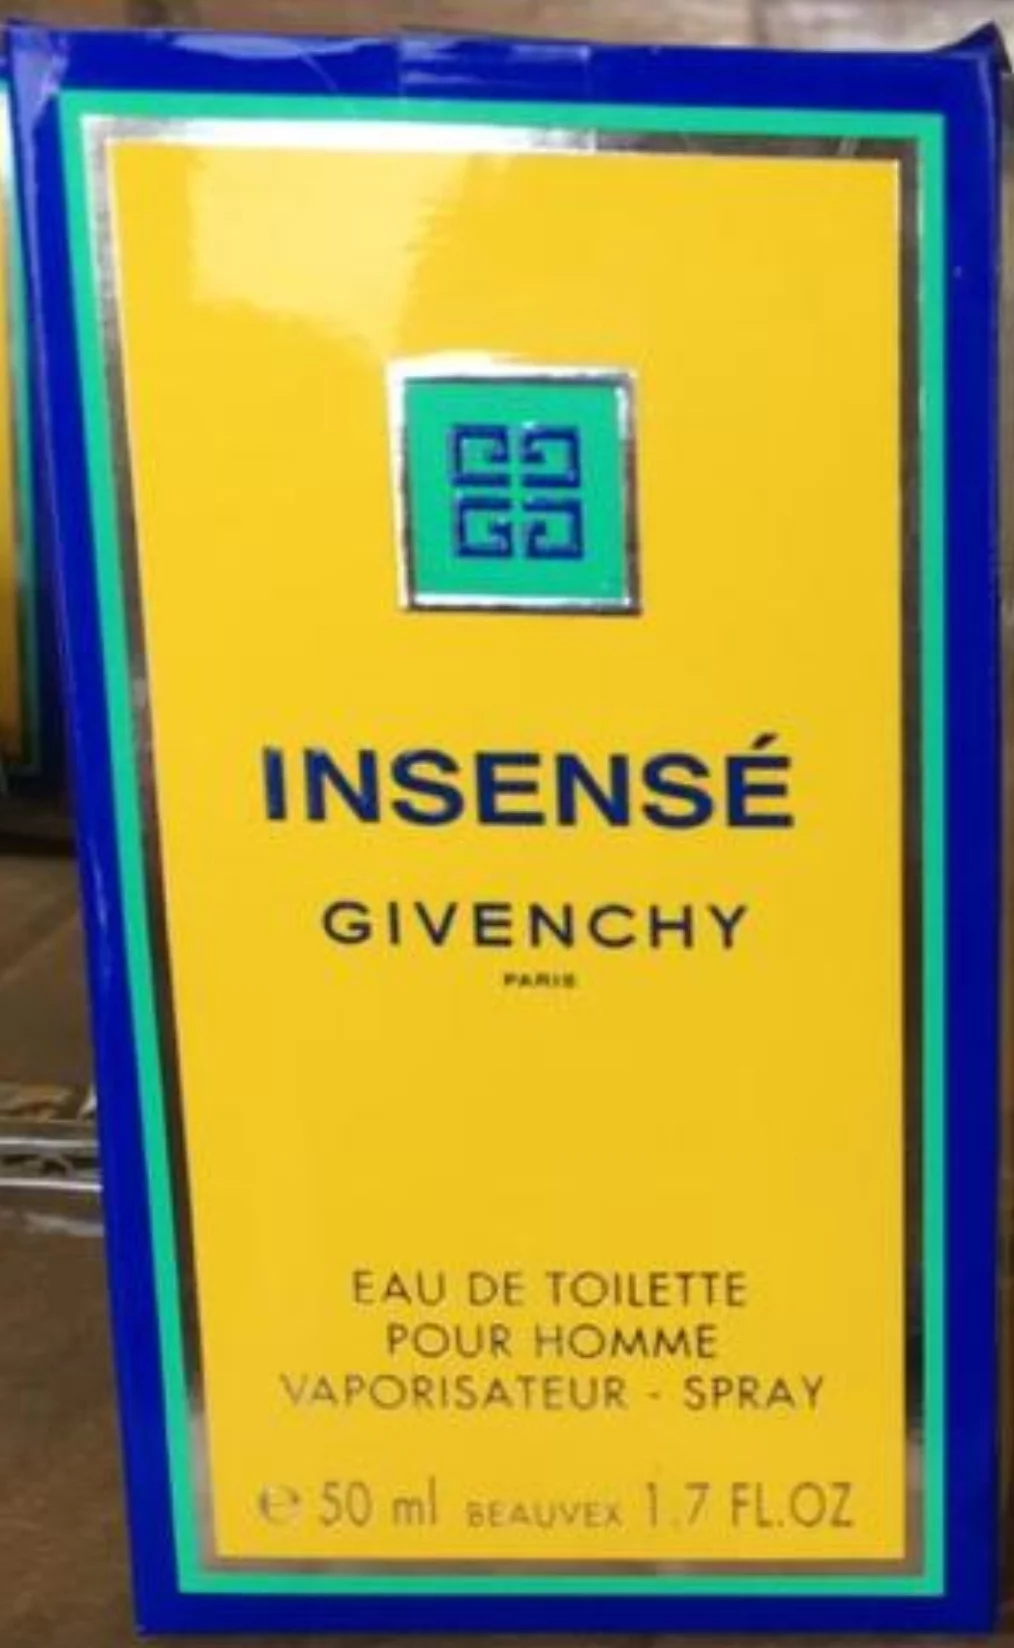 INSENSÉ
GIVENCHY
PARIS
EAU DE TOILETTE
POUR HOMME
VAPORISATEUR - SPRAY
℮ 50 ml BEAUVEX 1.7 FL.OZ